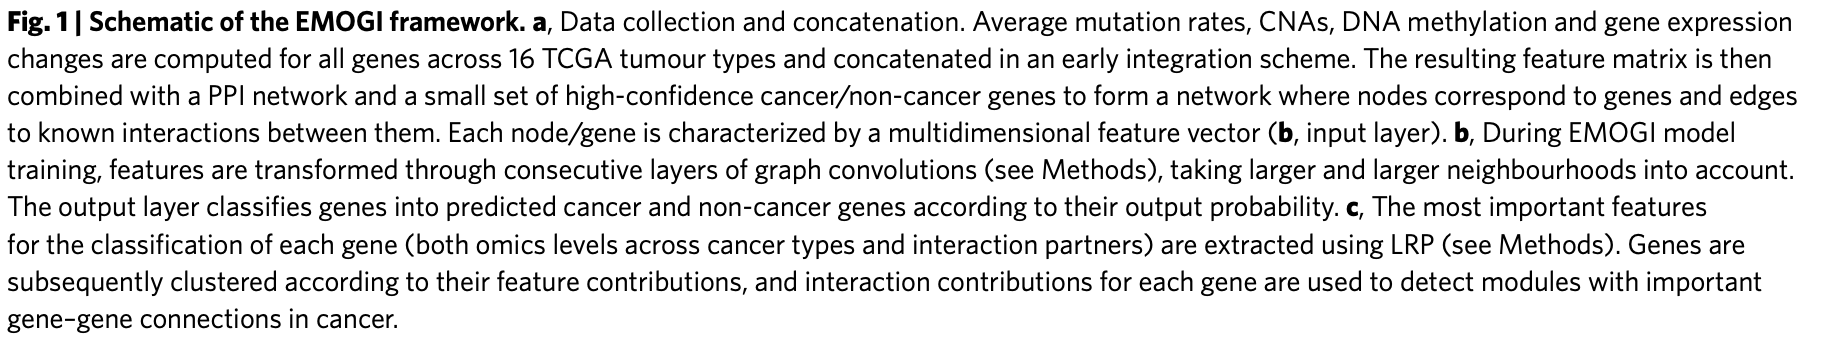 Fig. 1 | Schematic of the EMOGI framework. a, Data collection and concatenation. Average mutation rates, CNAs, DNA methylation and gene expression
changes are computed for all genes across 16 TCGA tumour types and concatenated in an early integration scheme. The resulting feature matrix is then
combined with a PPI network and a small set of high-confidence cancer/non-cancer genes to form a network where nodes correspond to genes and edges
to known interactions between them. Each node/gene is characterized by a multidimensional feature vector (b, input layer). b, During EMOGI model
training, features are transformed through consecutive layers of graph convolutions (see Methods), taking larger and larger neighbourhoods into account.
The output layer classifies genes into predicted cancer and non-cancer genes according to their output probability. c, The most important features
for the classification of each gene (both omics levels across cancer types and interaction partners) are extracted using LRP (see Methods). Genes are
subsequently clustered according to their feature contributions, and interaction contributions for each gene are used to detect modules with important
gene–gene connections in cancer.